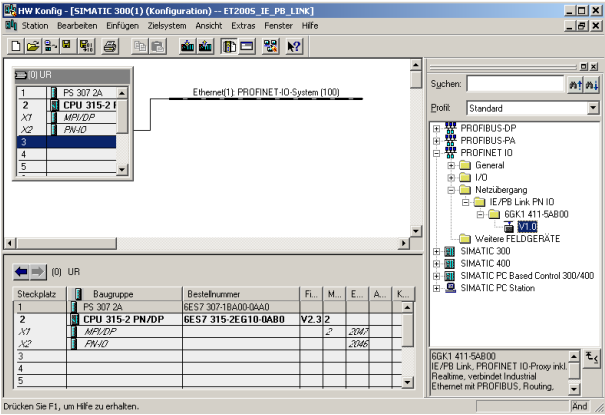 HW Konfig - [SIMATIC 300(1) (Konfiguration) -- ET200S_IE_PB_LINK]
Station Bearbeiten Einfügen Zielsystem Ansicht Extras Fenster Hilfe
(0) UR
1 PS 307 2A
2 CPU 315-2 F
X1 MPI/DP
X2 PN-IO
3
4
5
Ethernet(1): PROFINET-IO-System (100)
Suchen:
Profil: Standard
PROFIBUS-DP
PROFIBUS-PA
PROFINET IO
General
I/O
Netzübergang
IE/PB Link PN IO
6GK1 411-5AB00
V1.0
Weitere FELDGERÄTE
SIMATIC 300
SIMATIC 400
SIMATIC PC Based Control 300/400
SIMATIC PC Station
(0) UR
Steckplatz Baugruppe Bestellnummer Fi... M... E... A... K...
1 PS 307 2A 6ES7 307-1BA00-0AA0
2 CPU 315-2 PN/DP 6ES7 315-2EG10-0AB0 V2.3 2
X1 MPI/DP 2 2047
X2 PN-IO 2046
3
4
5
6GK1 411-5AB00
IE/PB Link, PROFINET IO-Proxy inkl.
Realtime, verbindet Industrial
Ethernet mit PROFIBUS, Routing,
Drücken Sie F1, um Hilfe zu erhalten.
Änd